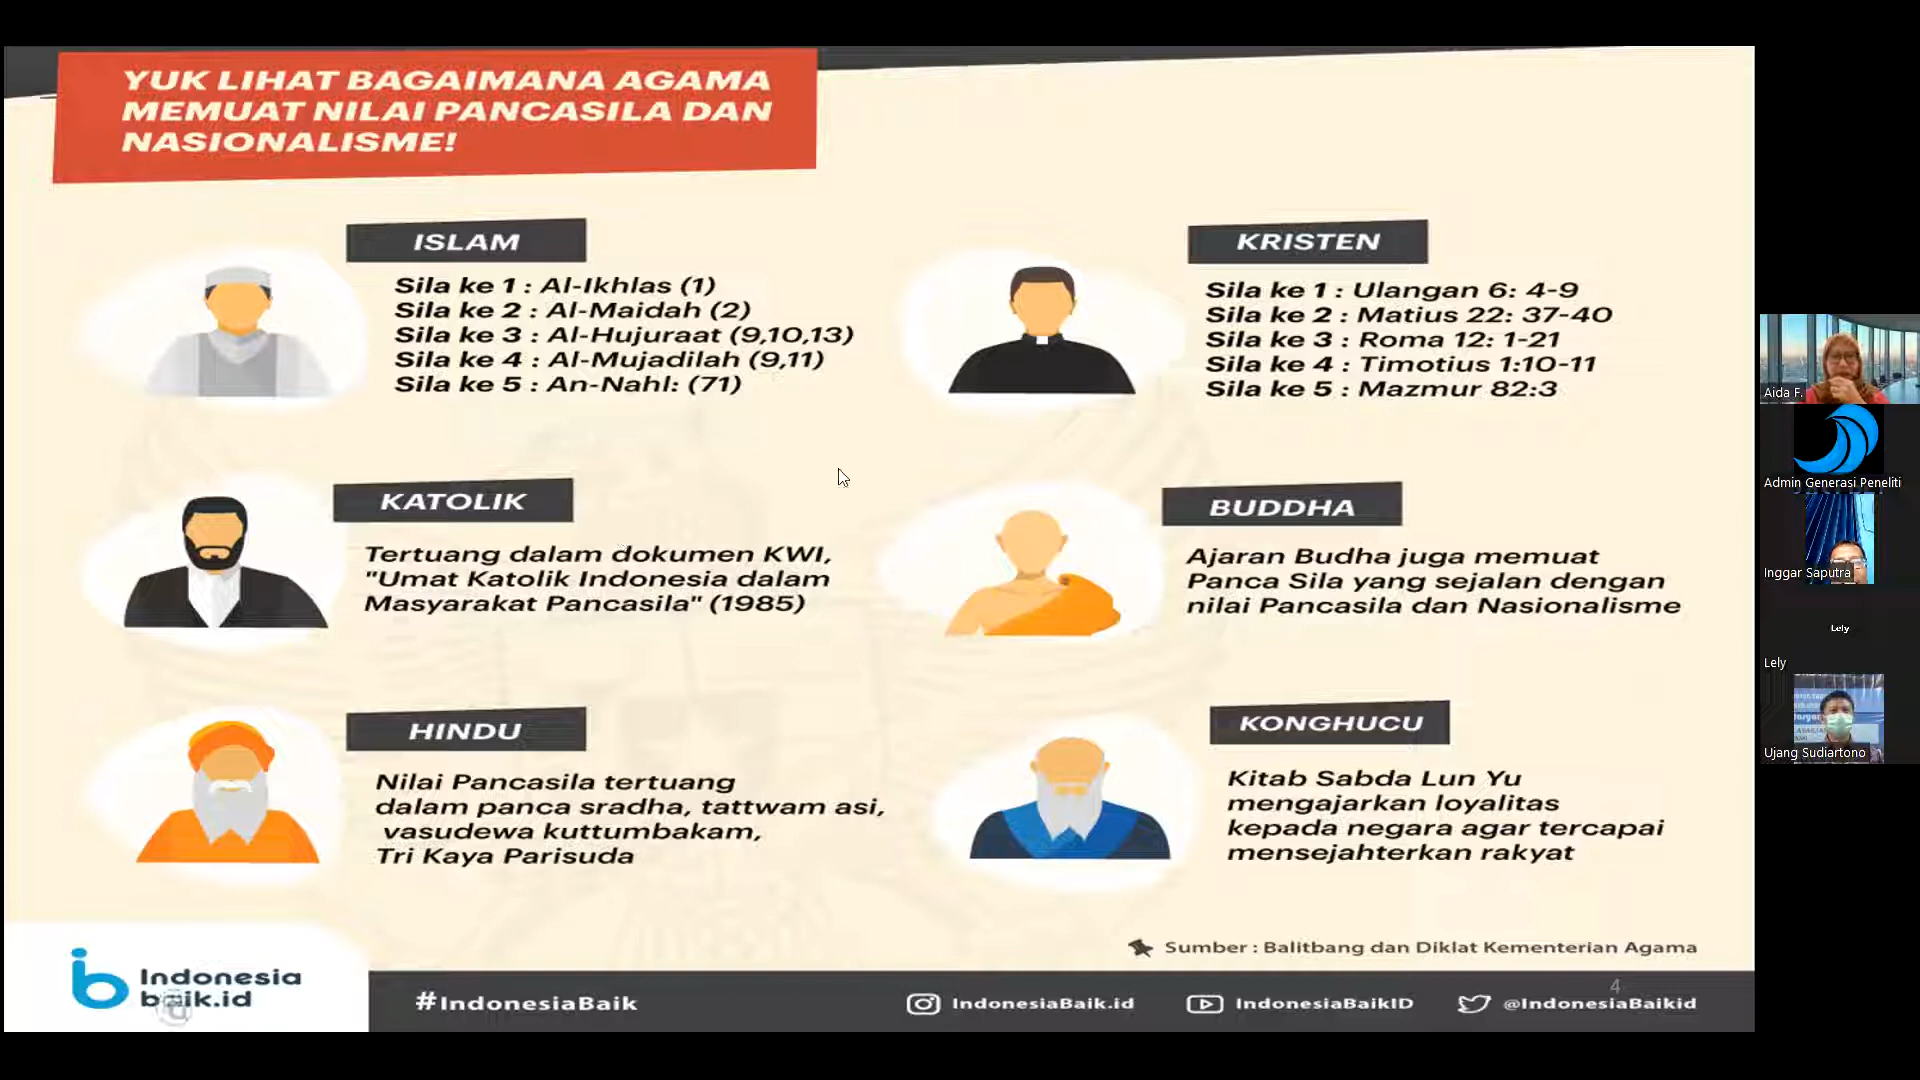 YUK LIHAT BAGAIMANA AGAMA
MEMUAT NILAI PANCASILA DAN
NASIONALISME!
ISLAM
Sila ke 1 : Al-Ikhlas (1)
Sila ke 2 : Al-Maidah (2)
Sila ke 3 : Al-Hujuraat (9,10,13)
Sila ke 4 : Al-Mujadilah (9,11)
Sila ke 5 : An-Nahl: (71)
KRISTEN
Sila ke 1 : Ulangan 6: 4-9
Sila ke 2 : Matius 22: 37-40
Sila ke 3 : Roma 12: 1-21
Sila ke 4 : Timotius 1:10-11
Sila ke 5 : Mazmur 82:3
KATOLIK
Tertuang dalam dokumen KWI,
"Umat Katolik Indonesia dalam
Masyarakat Pancasila" (1985)
BUDDHA
Ajaran Budha juga memuat
Panca Sila yang sejalan dengan
nilai Pancasila dan Nasionalisme
HINDU
Nilai Pancasila tertuang
dalam panca sradha, tattwam asi,
vasudewa kuttumbakam,
Tri Kaya Parisuda
KONGHUCU
Kitab Sabda Lun Yu
mengajarkan loyalitas
kepada negara agar tercapai
mensejahterkan rakyat
Sumber : Balitbang dan Diklat Kementerian Agama
Indonesia
baik.id
#IndonesiaBaik
IndonesiaBaik.id
IndonesiaBaikID
@IndonesiaBaikid
4
Aida F.
Admin Generasi Peneliti
Inggar Saputra
Lely
Lely
Ujang Sudiartono